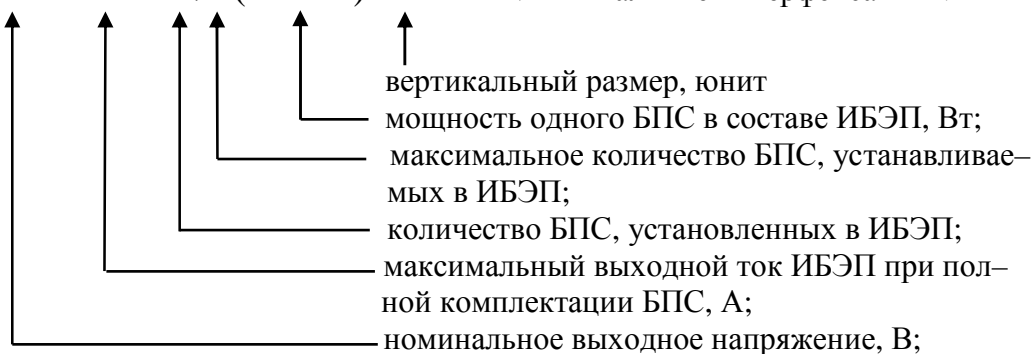 вертикальный размер, юнит
мощность одного БПС в составе ИБЭП, Вт;
максимальное количество БПС, устанавливае–
мых в ИБЭП;
количество БПС, установленных в ИБЭП;
максимальный выходной ток ИБЭП при пол–
ной комплектации БПС, А;
номинальное выходное напряжение, В;